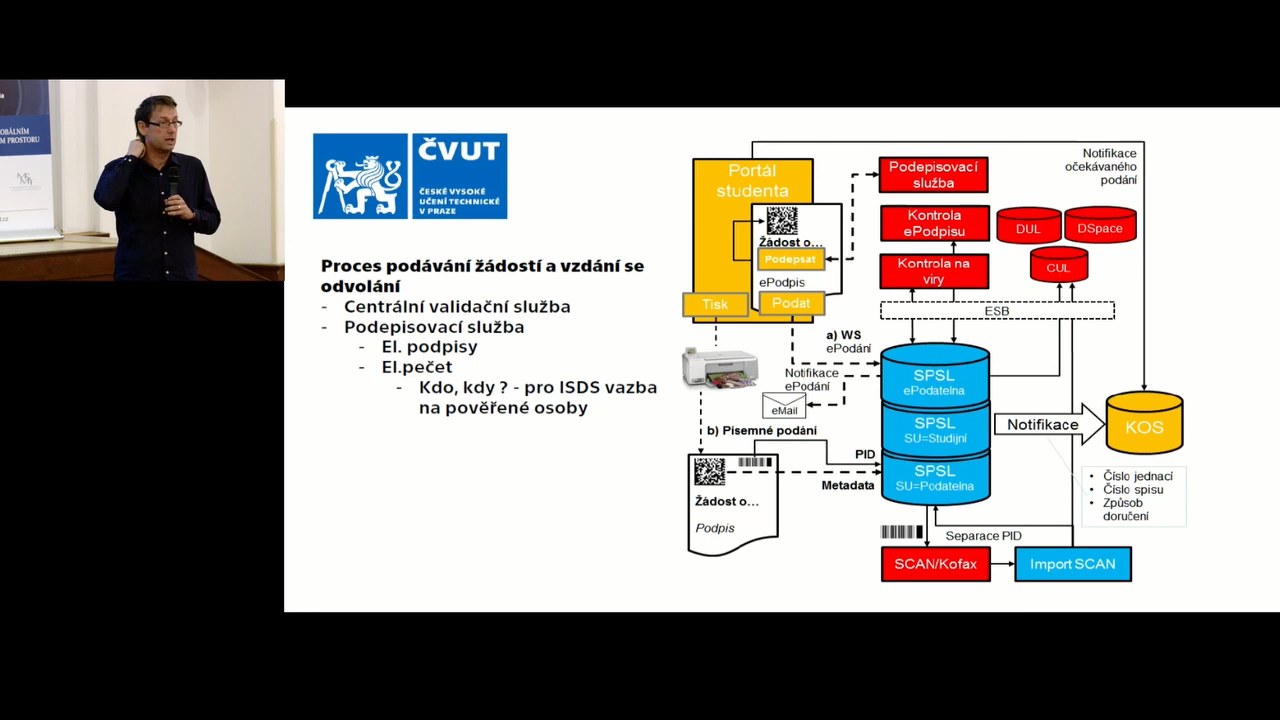 OBÁLNÍM
M PROSTORU
ČVUT
ČESKÉ VYSOKÉ
UČENÍ TECHNICKÉ
V PRAZE
Proces podávání žádostí a vzdání se
odvolání
- Centrální validační služba
- Podepisovací služba
- El. podpisy
- El.pečet
- Kdo, kdy ? - pro ISDS vazba
na pověřené osoby
Portál
studenta
Žádost o...
Podepsat
ePodpis
Tisk
Podat
Podepisovací
služba
Kontrola
ePodpisu
Kontrola na
viry
DUL
DSpace
CUL
Notifikace
očekávaného
podání
ESB
a) WS
ePodání
Notifikace
ePodání
eMail
SPSL
ePodatelna
SPSL
SU=Studijní
SPSL
SU=Podatelna
Notifikace
KOS
b) Písemné podání
PID
Metadata
Žádost o...
Podpis
• Číslo jednací
• Číslo spisu
• Způsob
doručení
Separace PID
SCAN/Kofax
Import SCAN